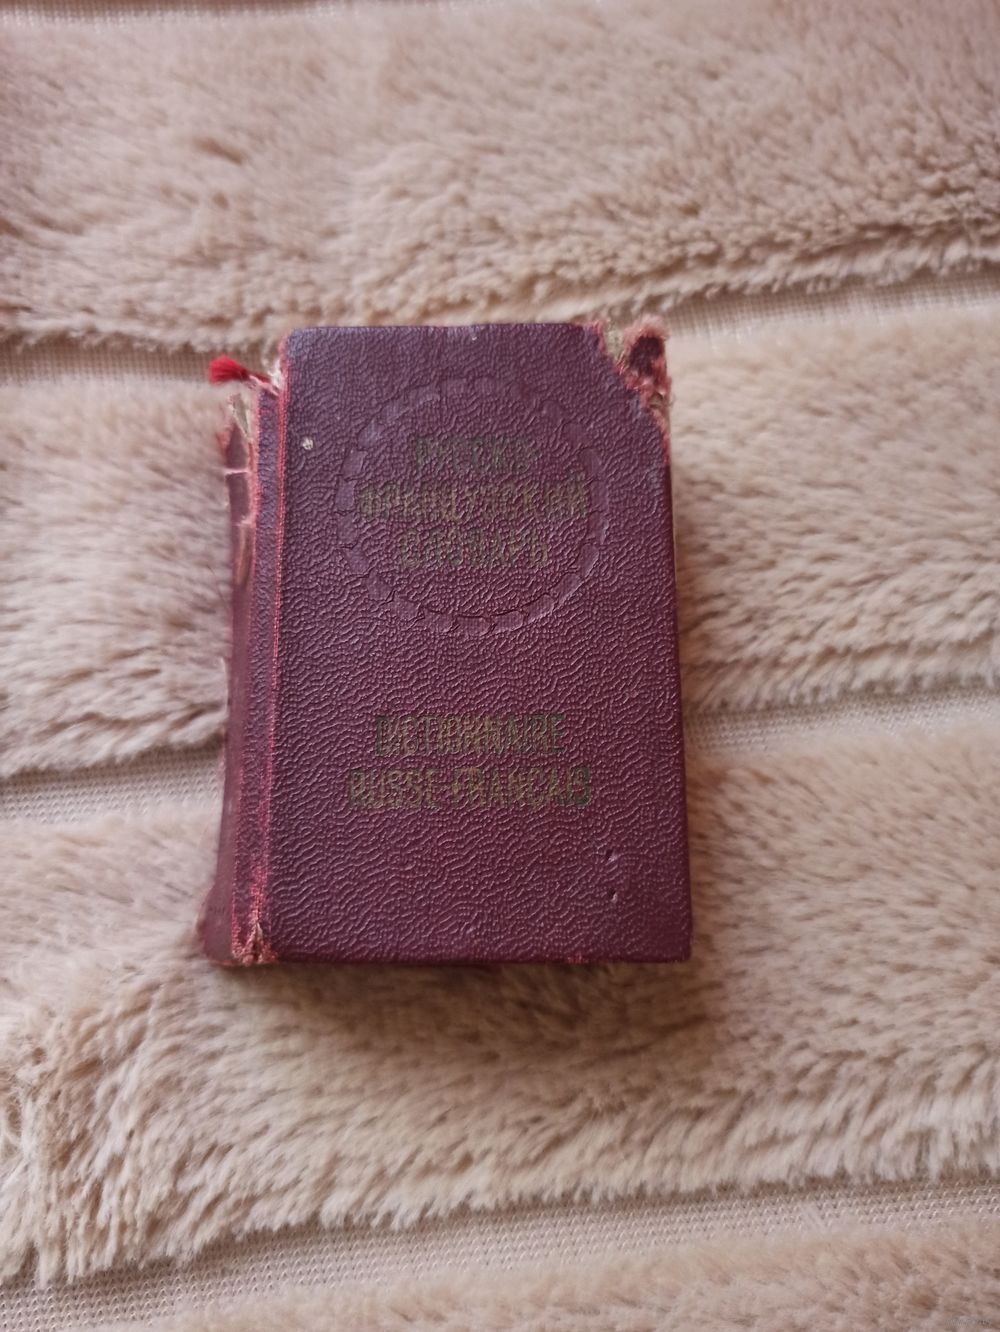 РУССКО-
ФРАНЦУЗСКИЙ
СЛОВАРЬ
DICTIONNAIRE
RUSSE-FRANÇAIS